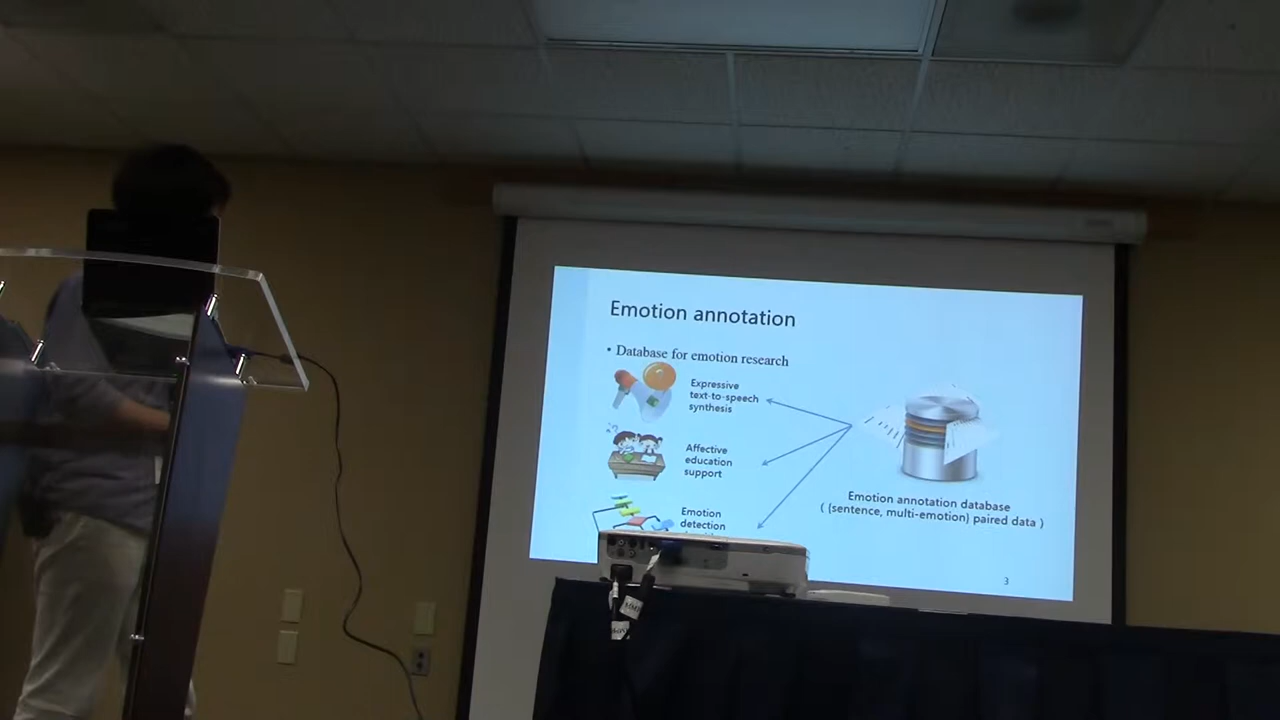 Emotion annotation
• Database for emotion research
Expressive
text-to-speech
synthesis
Affective
education
support
Emotion
detection
Emotion annotation database
( (sentence, multi-emotion) paired data )
3